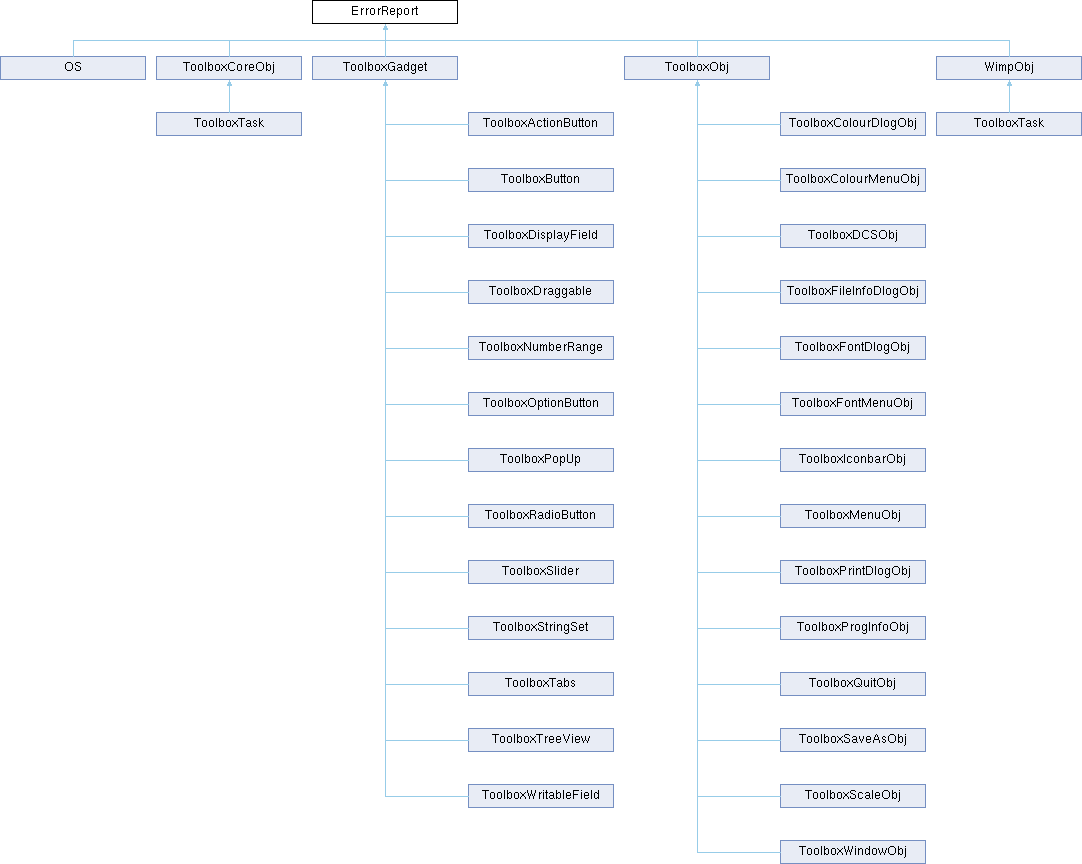 ErrorReport
OS
ToolboxCoreObj
ToolboxGadget
ToolboxObj
WimpObj
ToolboxTask
ToolboxActionButton
ToolboxColourDlogObj
ToolboxTask
ToolboxButton
ToolboxColourMenuObj
ToolboxDisplayField
ToolboxDCSObj
ToolboxDraggable
ToolboxFileInfoDlogObj
ToolboxNumberRange
ToolboxFontDlogObj
ToolboxOptionButton
ToolboxFontMenuObj
ToolboxPopUp
ToolboxIconbarObj
ToolboxRadioButton
ToolboxMenuObj
ToolboxSlider
ToolboxPrintDlogObj
ToolboxStringSet
ToolboxProgInfoObj
ToolboxTabs
ToolboxQuitObj
ToolboxTreeView
ToolboxSaveAsObj
ToolboxWritableField
ToolboxScaleObj
ToolboxWindowObj